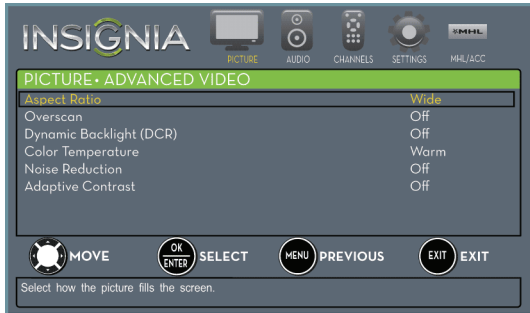 INSIGNIA
PICTURE AUDIO CHANNELS SETTINGS MHL/ACC
MHL
PICTURE • ADVANCED VIDEO
Aspect Ratio Wide
Overscan Off
Dynamic Backlight (DCR) Off
Color Temperature Warm
Noise Reduction Off
Adaptive Contrast Off
MOVE OK ENTER SELECT MENU PREVIOUS EXIT EXIT
Select how the picture fills the screen.